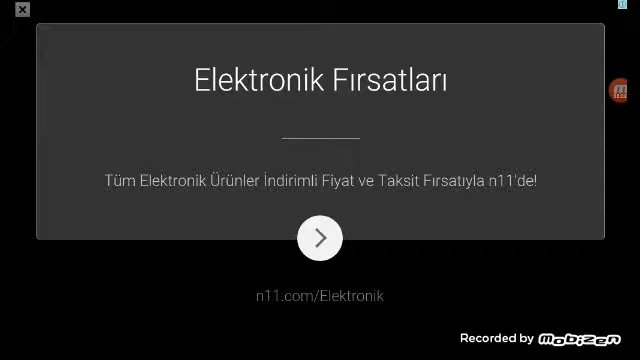 Elektronik Fırsatları
Tüm Elektronik Ürünler İndirimli Fiyat ve Taksit Fırsatıyla n11'de!
n11.com/Elektronik
Recorded by Mobizen